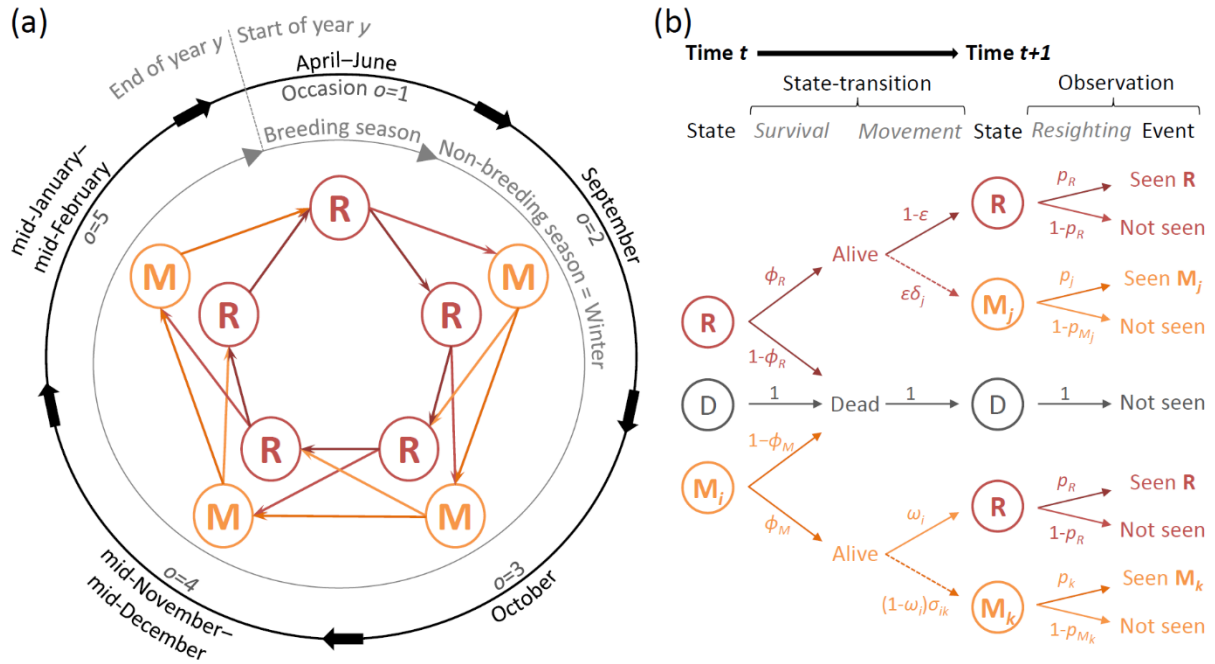 (a)
End of year y
Start of year y
April–June
Occasion o=1
Breeding season
Non-breeding season = Winter
September
o=2
October
o=3
mid-November–
mid-December
o=4
mid-January–
mid-February
o=5
R
M
R
M
R
R
M
R
R
M
(b)
Time t
Time t+1
State-transition
Observation
State
Survival
Movement
State
Resighting
Event
R
ϕR
1-ϕR
Alive
1-ε
εδj
R
pR
Seen R
1-pR
Not seen
Mj
pj
Seen Mj
1-pMj
Not seen
D
1
Dead
1
D
1
Not seen
Mi
1−ϕM
ϕM
Alive
ωi
(1-ωi)σik
R
pR
Seen R
1-pR
Not seen
Mk
pk
Seen Mk
1-pMk
Not seen